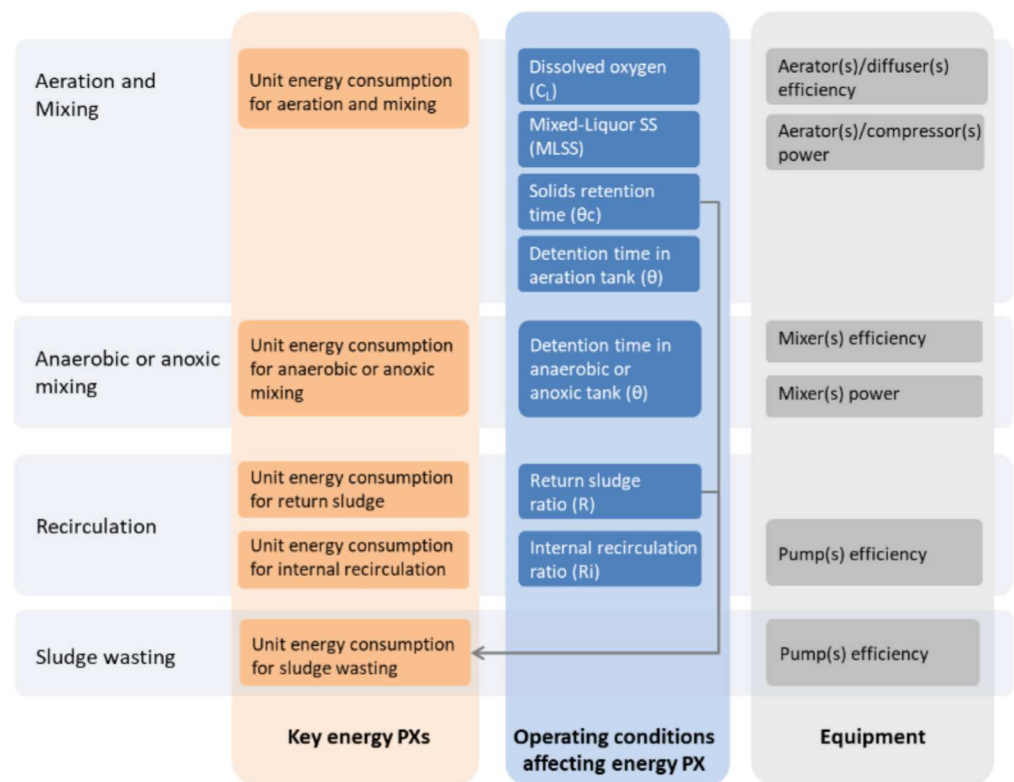 Aeration and
Mixing
Unit energy consumption
for aeration and mixing
Dissolved oxygen
(CL)
Mixed-Liquor SS
(MLSS)
Solids retention
time (θc)
Detention time in
aeration tank (θ)
Aerator(s)/diffuser(s)
efficiency
Aerator(s)/compressor(s)
power
Anaerobic or anoxic
mixing
Unit energy consumption
for anaerobic or anoxic
mixing
Detention time in
anaerobic or
anoxic tank (θ)
Mixer(s) efficiency
Mixer(s) power
Recirculation
Unit energy consumption
for return sludge
Unit energy consumption
for internal recirculation
Return sludge
ratio (R)
Internal recirculation
ratio (Ri)
Pump(s) efficiency
Sludge wasting
Unit energy consumption
for sludge wasting
Pump(s) efficiency
Key energy PXs
Operating conditions
affecting energy PX
Equipment